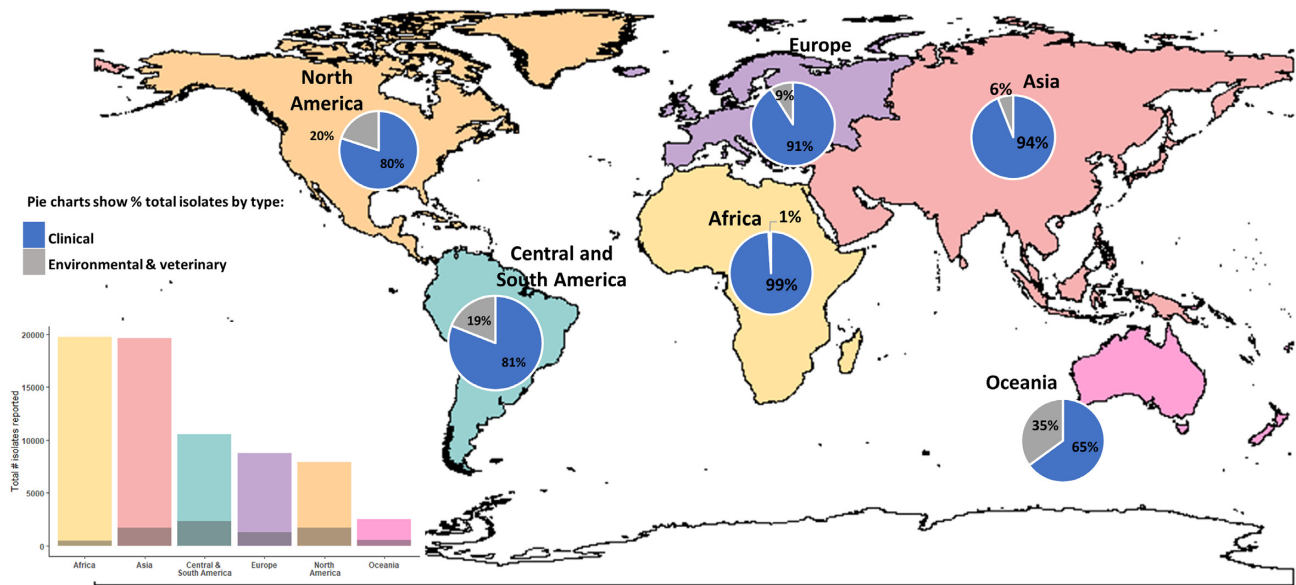 Europe
North
America
Asia
9%
6%
20%
80%
91%
94%
Pie charts show % total isolates by type:
Clinical
Environmental & veterinary
Africa
1%
99%
Central and
South America
19%
81%
Oceania
35%
65%
Total # isolates reported
20000
15000
10000
5000
0
Africa
Asia
Central &
South America
Europe
North
America
Oceania